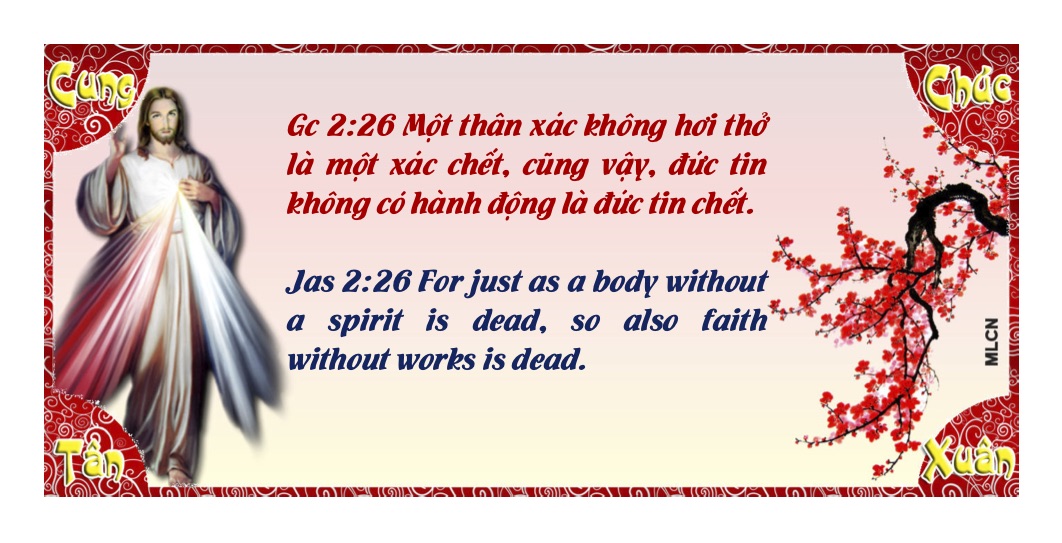 Cung
Chúc
Gc 2:26 Một thân xác không hơi thở
là một xác chết, cũng vậy, đức tin
không có hành động là đức tin chết.
Jas 2:26 For just as a body without
a spirit is dead, so also faith
without works is dead.
MLCN
Tân
Xuân